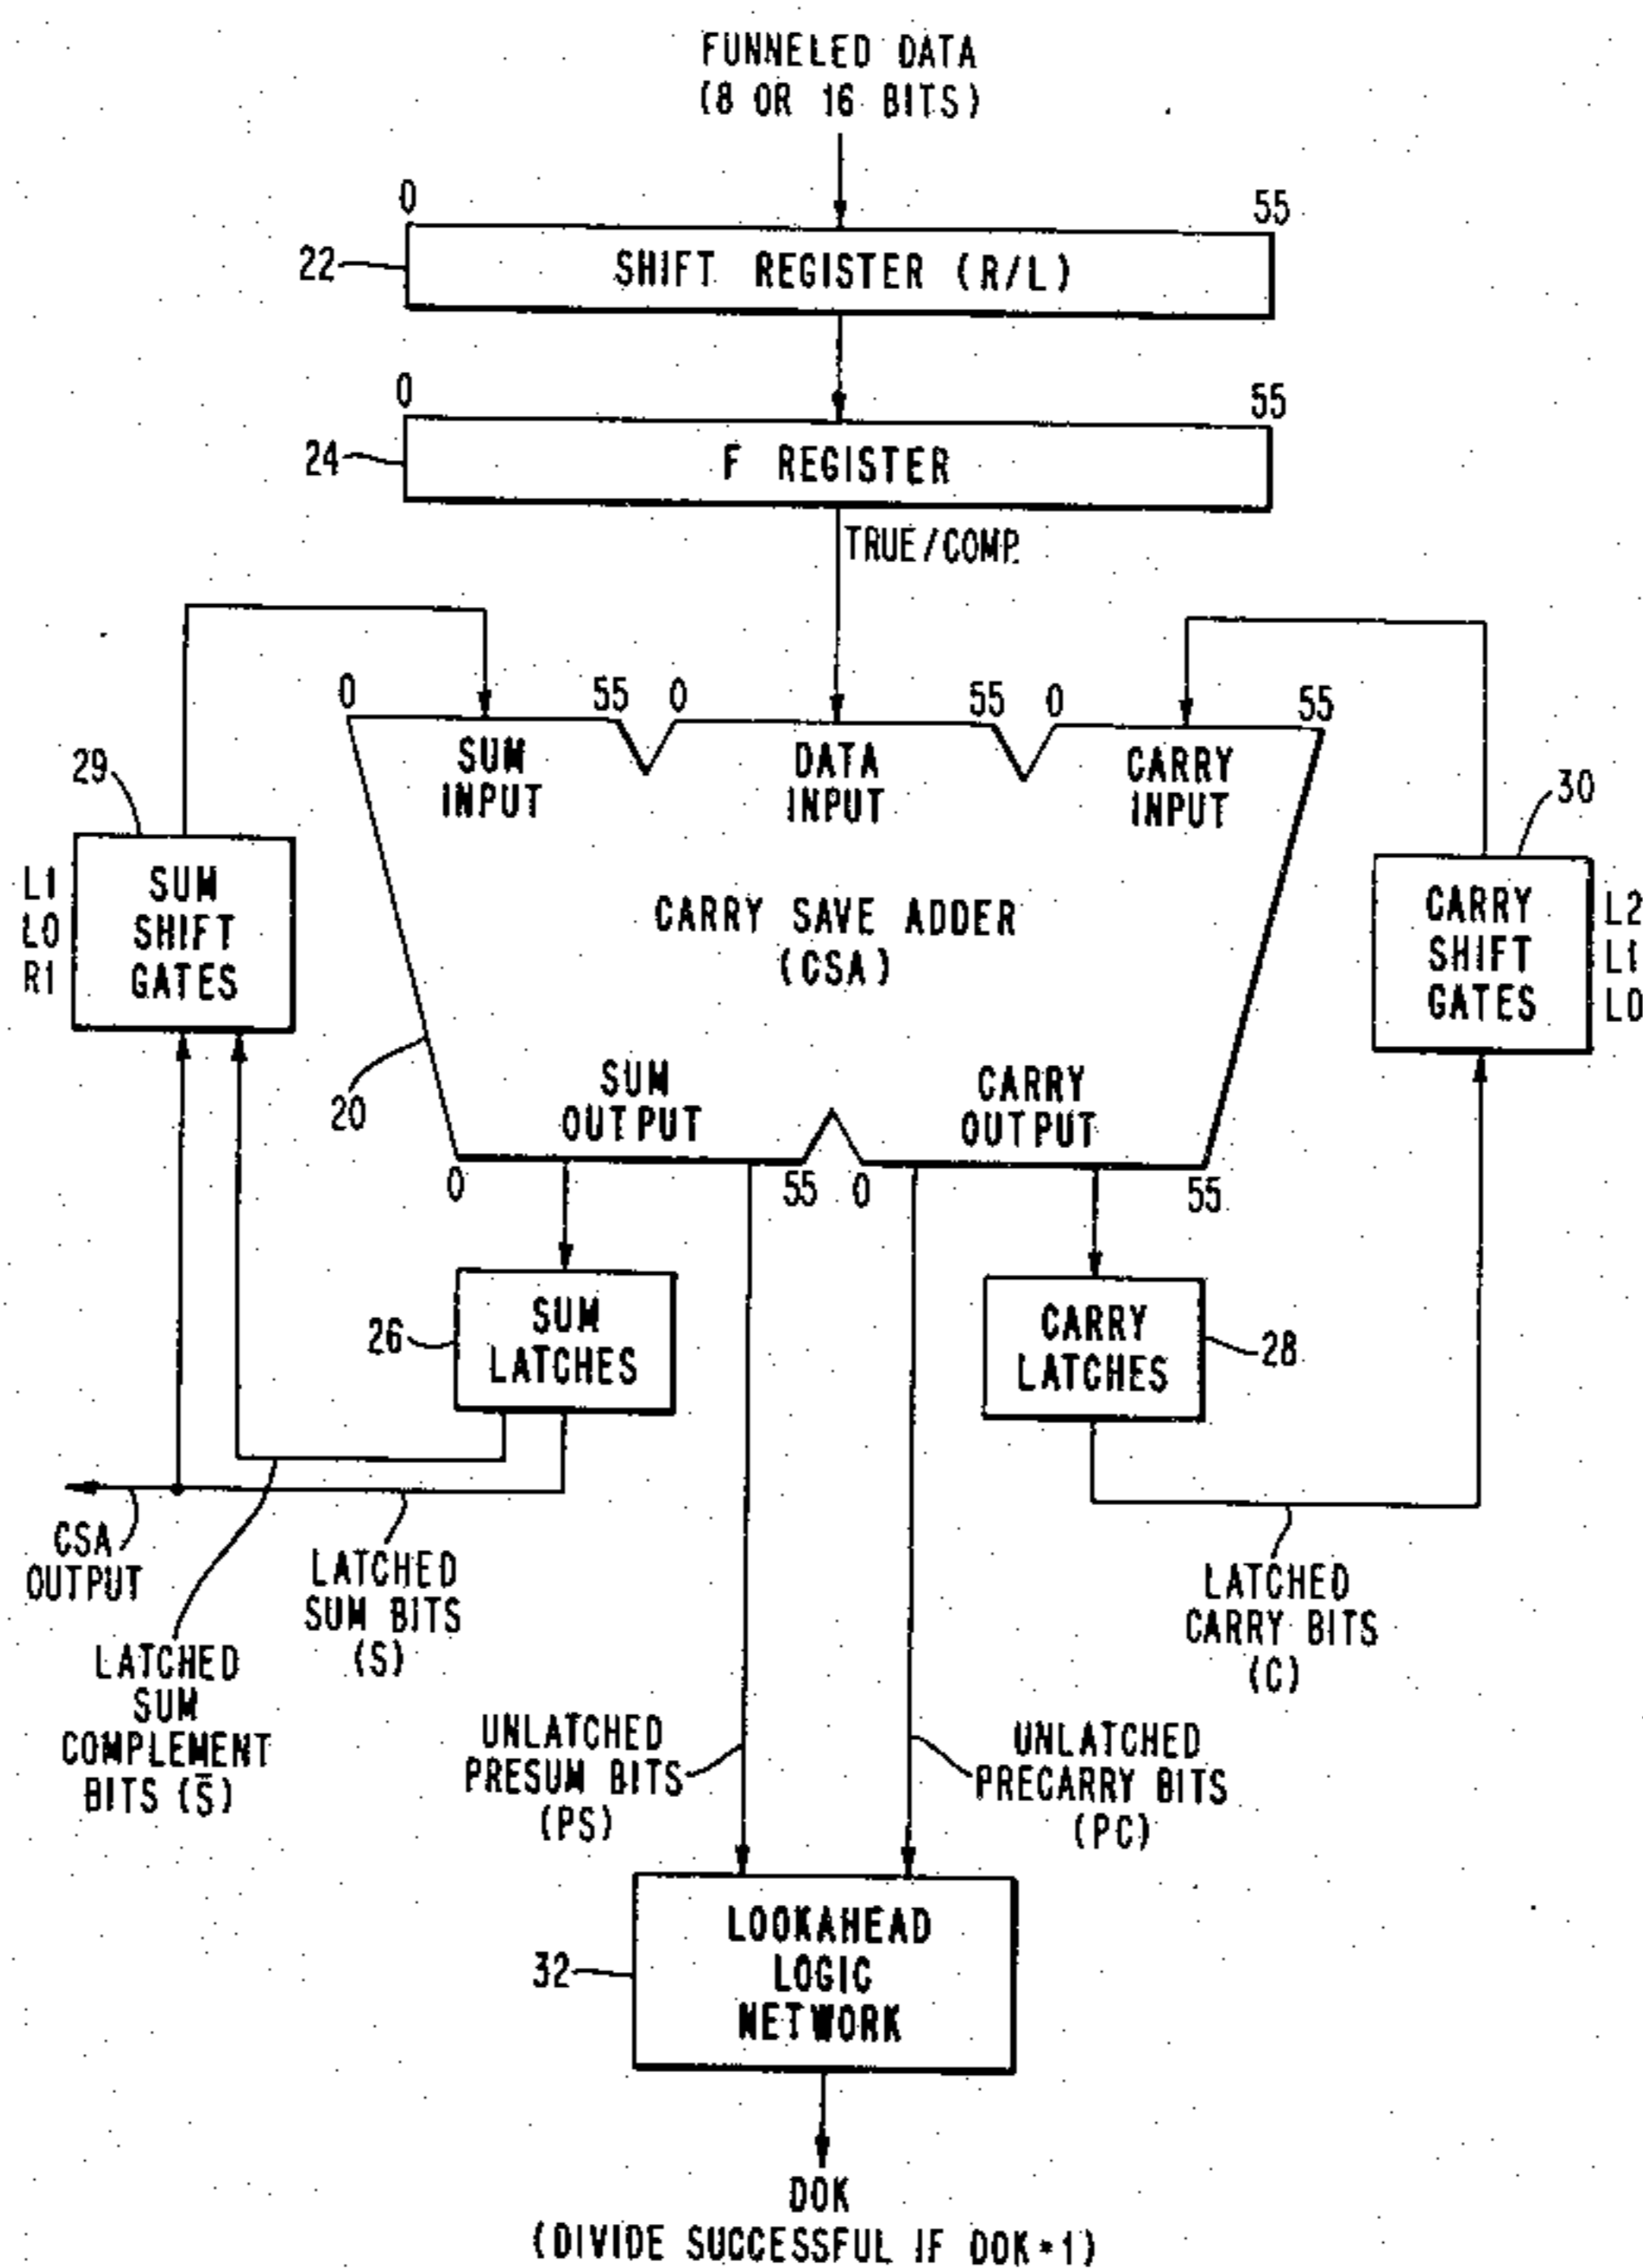 FUNNELED DATA
(8 OR 16 BITS)
0
55
22
SHIFT REGISTER (R/L)
0
55
24
F REGISTER
TRUE/COMP.
0
55
0
55
0
55
SUM
INPUT
DATA
INPUT
CARRY
INPUT
29
30
L1
L0
R1
SUM
SHIFT
GATES
CARRY SAVE ADDER
(CSA)
CARRY
SHIFT
GATES
L2
L1
L0
20
SUM
OUTPUT
CARRY
OUTPUT
0
55
0
55
26
SUM
LATCHES
CARRY
LATCHES
28
CSA
OUTPUT
LATCHED
SUM BITS
(S)
LATCHED
CARRY BITS
(C)
LATCHED
SUM
COMPLEMENT
BITS (S̄)
UNLATCHED
PRESUM BITS
(PS)
UNLATCHED
PRECARRY BITS
(PC)
32
LOOKAHEAD
LOGIC
NETWORK
DOK
(DIVIDE SUCCESSFUL IF DOK=1)